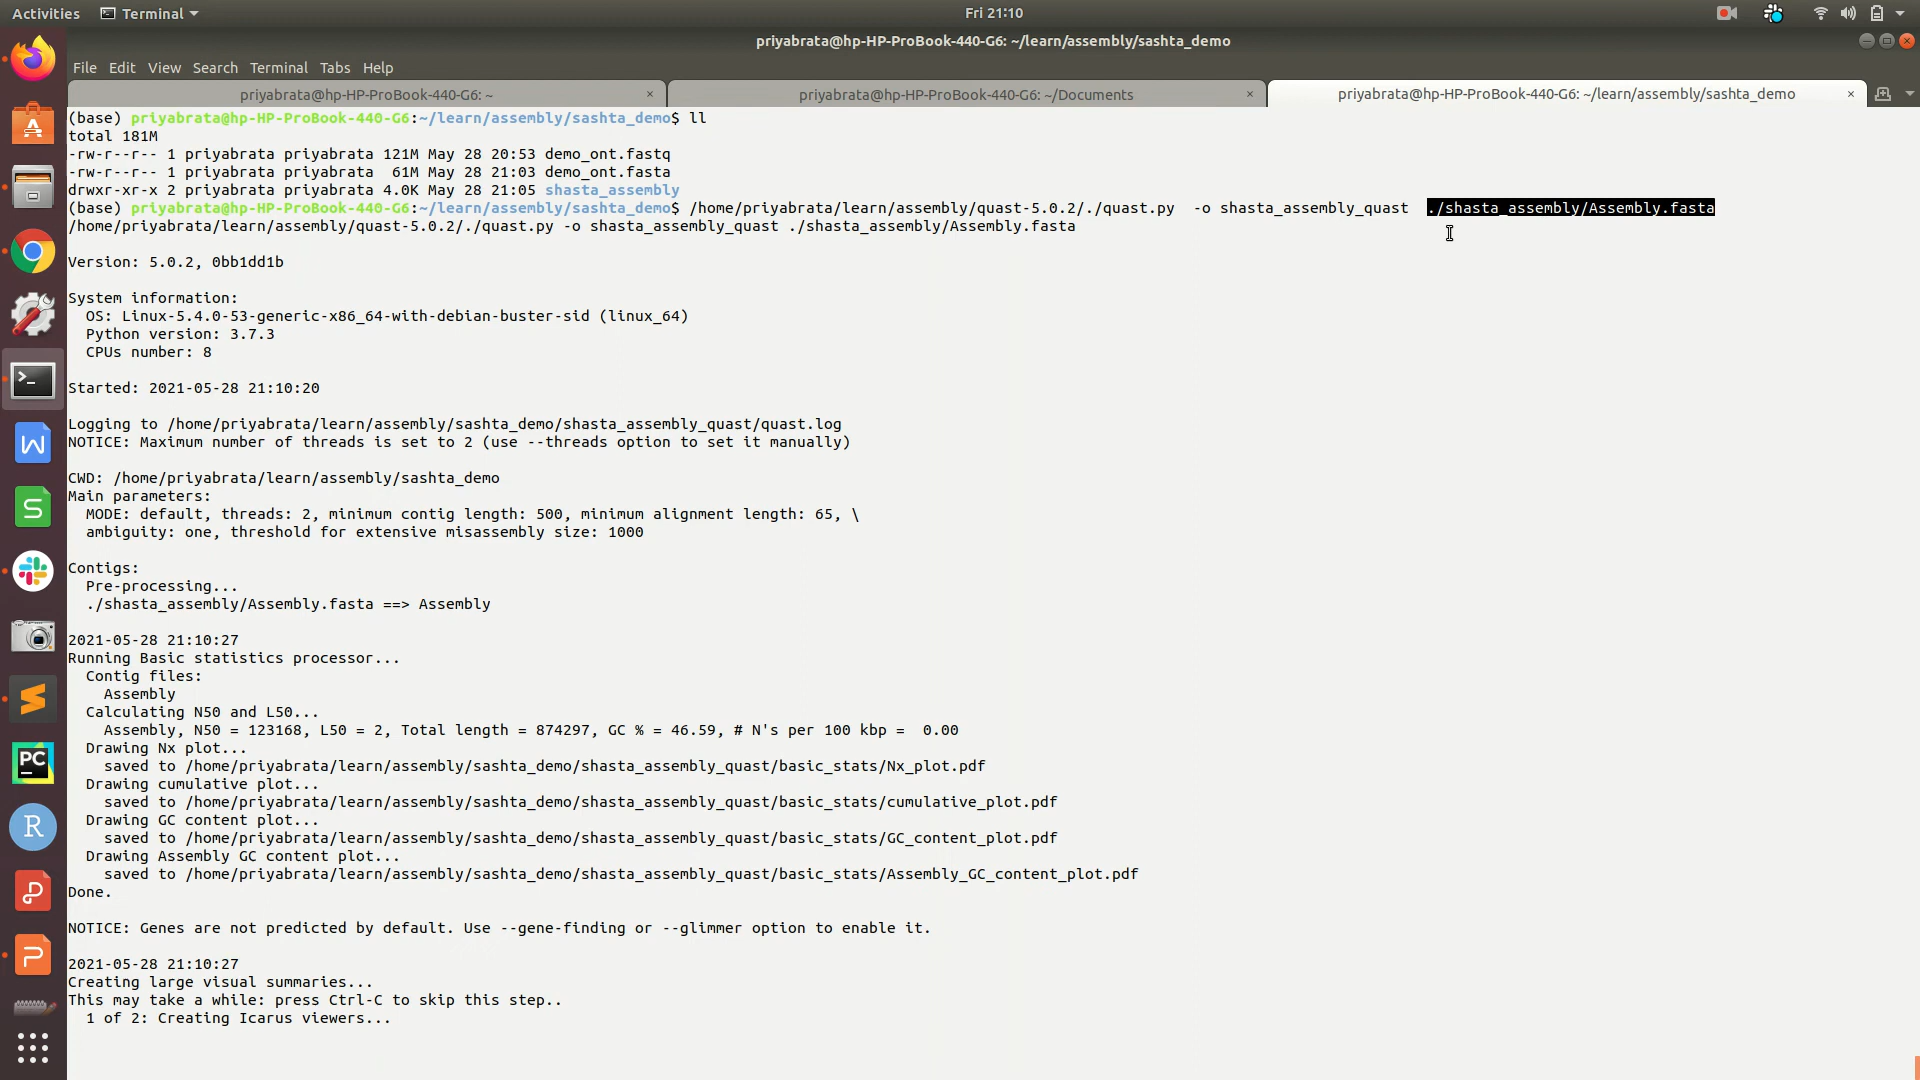 Activities Terminal Fri 21:10
priyabrata@hp-HP-ProBook-440-G6: ~/learn/assembly/sashta_demo
File Edit View Search Terminal Tabs Help
priyabrata@hp-HP-ProBook-440-G6: ~ × priyabrata@hp-HP-ProBook-440-G6: ~/Documents × priyabrata@hp-HP-ProBook-440-G6: ~/learn/assembly/sashta_demo ×
(base) priyabrata@hp-HP-ProBook-440-G6:~/learn/assembly/sashta_demo$ ll
total 181M
-rw-r--r-- 1 priyabrata priyabrata 121M May 28 20:53 demo_ont.fastq
-rw-r--r-- 1 priyabrata priyabrata  61M May 28 21:03 demo_ont.fasta
drwxr-xr-x 2 priyabrata priyabrata 4.0K May 28 21:05 shasta_assembly
(base) priyabrata@hp-HP-ProBook-440-G6:~/learn/assembly/sashta_demo$ /home/priyabrata/learn/assembly/quast-5.0.2/./quast.py  -o shasta_assembly_quast  ./shasta_assembly/Assembly.fasta
/home/priyabrata/learn/assembly/quast-5.0.2/./quast.py -o shasta_assembly_quast ./shasta_assembly/Assembly.fasta
Version: 5.0.2, 0bb1dd1b
System information:
  OS: Linux-5.4.0-53-generic-x86_64-with-debian-buster-sid (linux_64)
  Python version: 3.7.3
  CPUs number: 8
Started: 2021-05-28 21:10:20
Logging to /home/priyabrata/learn/assembly/sashta_demo/shasta_assembly_quast/quast.log
NOTICE: Maximum number of threads is set to 2 (use --threads option to set it manually)
CWD: /home/priyabrata/learn/assembly/sashta_demo
Main parameters:
  MODE: default, threads: 2, minimum contig length: 500, minimum alignment length: 65, \
  ambiguity: one, threshold for extensive misassembly size: 1000
Contigs:
  Pre-processing...
  ./shasta_assembly/Assembly.fasta ==> Assembly
2021-05-28 21:10:27
Running Basic statistics processor...
  Contig files:
    Assembly
  Calculating N50 and L50...
    Assembly, N50 = 123168, L50 = 2, Total length = 874297, GC % = 46.59, # N's per 100 kbp =  0.00
  Drawing Nx plot...
    saved to /home/priyabrata/learn/assembly/sashta_demo/shasta_assembly_quast/basic_stats/Nx_plot.pdf
  Drawing cumulative plot...
    saved to /home/priyabrata/learn/assembly/sashta_demo/shasta_assembly_quast/basic_stats/cumulative_plot.pdf
  Drawing GC content plot...
    saved to /home/priyabrata/learn/assembly/sashta_demo/shasta_assembly_quast/basic_stats/GC_content_plot.pdf
  Drawing Assembly GC content plot...
    saved to /home/priyabrata/learn/assembly/sashta_demo/shasta_assembly_quast/basic_stats/Assembly_GC_content_plot.pdf
Done.
NOTICE: Genes are not predicted by default. Use --gene-finding or --glimmer option to enable it.
2021-05-28 21:10:27
Creating large visual summaries...
This may take a while: press Ctrl-C to skip this step..
  1 of 2: Creating Icarus viewers...